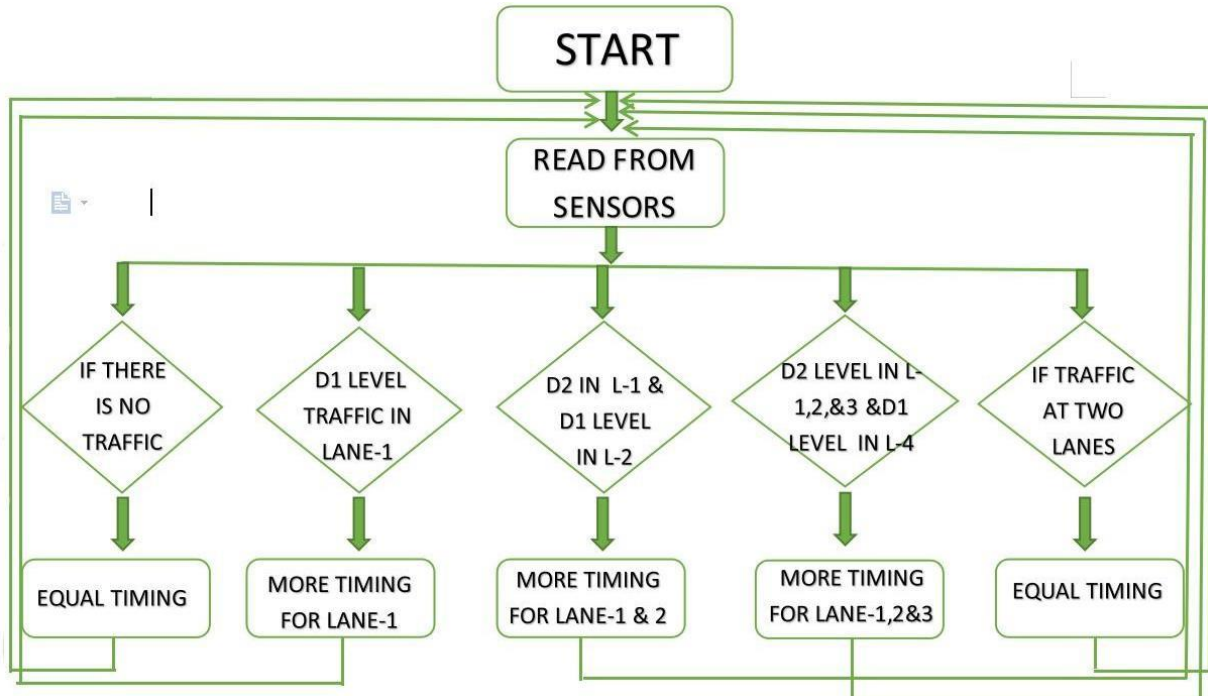 START
READ FROM
SENSORS
IF THERE
IS NO
TRAFFIC
D1 LEVEL
TRAFFIC IN
LANE-1
D2 IN L-1 &
D1 LEVEL
IN L-2
D2 LEVEL IN L-
1,2,&3 &D1
LEVEL IN L-4
IF TRAFFIC
AT TWO
LANES
EQUAL TIMING
MORE TIMING
FOR LANE-1
MORE TIMING
FOR LANE-1 & 2
MORE TIMING
FOR LANE-1,2&3
EQUAL TIMING